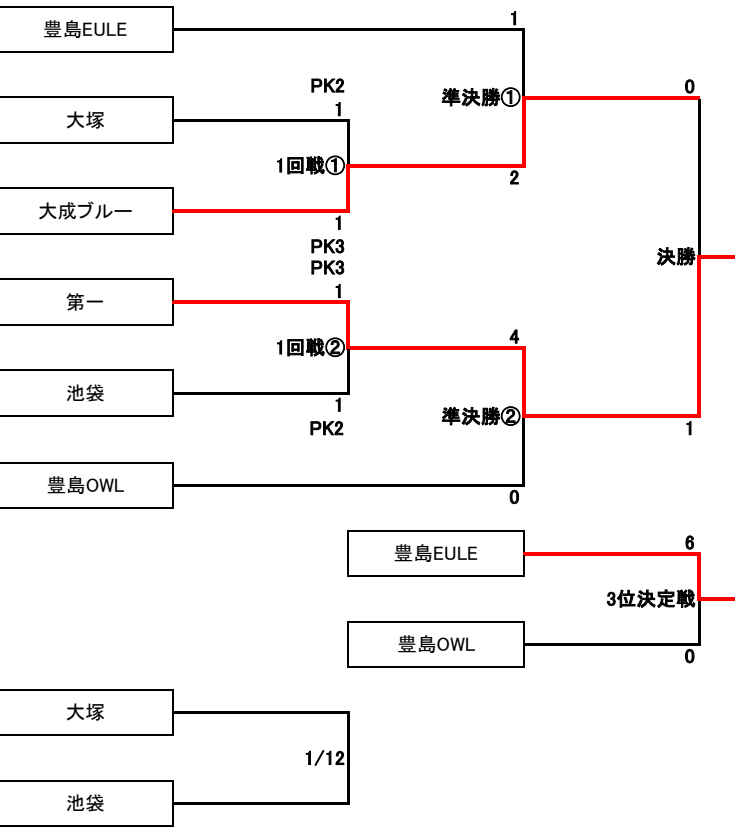 豊島EULE
1
PK2
準決勝①
0
大塚
1
1回戦①
2
大成ブルー
1
PK3
決勝
PK3
第一
1
1回戦②
4
池袋
1
準決勝②
PK2
1
豊島OWL
0
豊島EULE
6
3位決定戦
豊島OWL
0
大塚
1/12
池袋